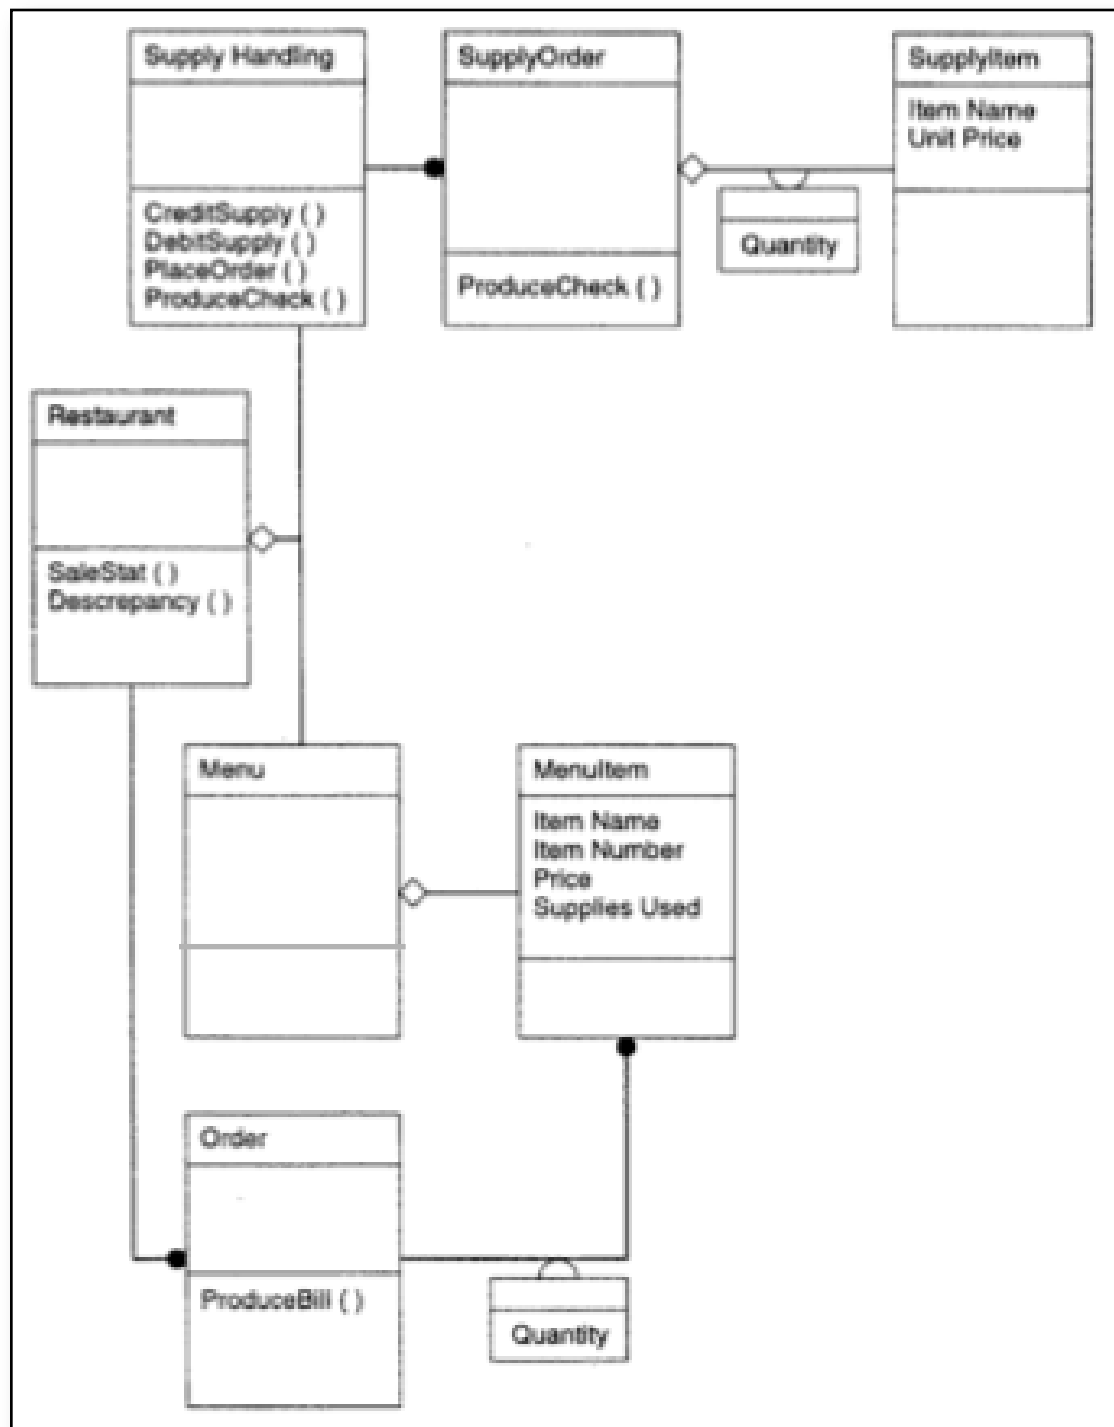 Supply Handling
CreditSupply ( )
DebitSupply ( )
PlaceOrder ( )
ProduceCheck ( )
SupplyOrder
ProduceCheck ( )
SupplyItem
Item Name
Unit Price
Quantity
Restaurant
SaleStat ( )
Descrepancy ( )
Menu
MenuItem
Item Name
Item Number
Price
Supplies Used
Order
ProduceBill ( )
Quantity